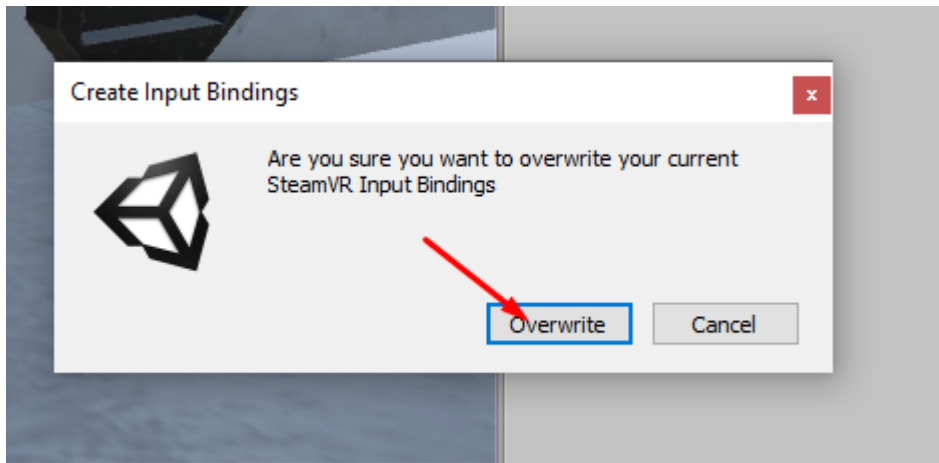 Create Input Bindings
x
Are you sure you want to overwrite your current
SteamVR Input Bindings
Overwrite
Cancel